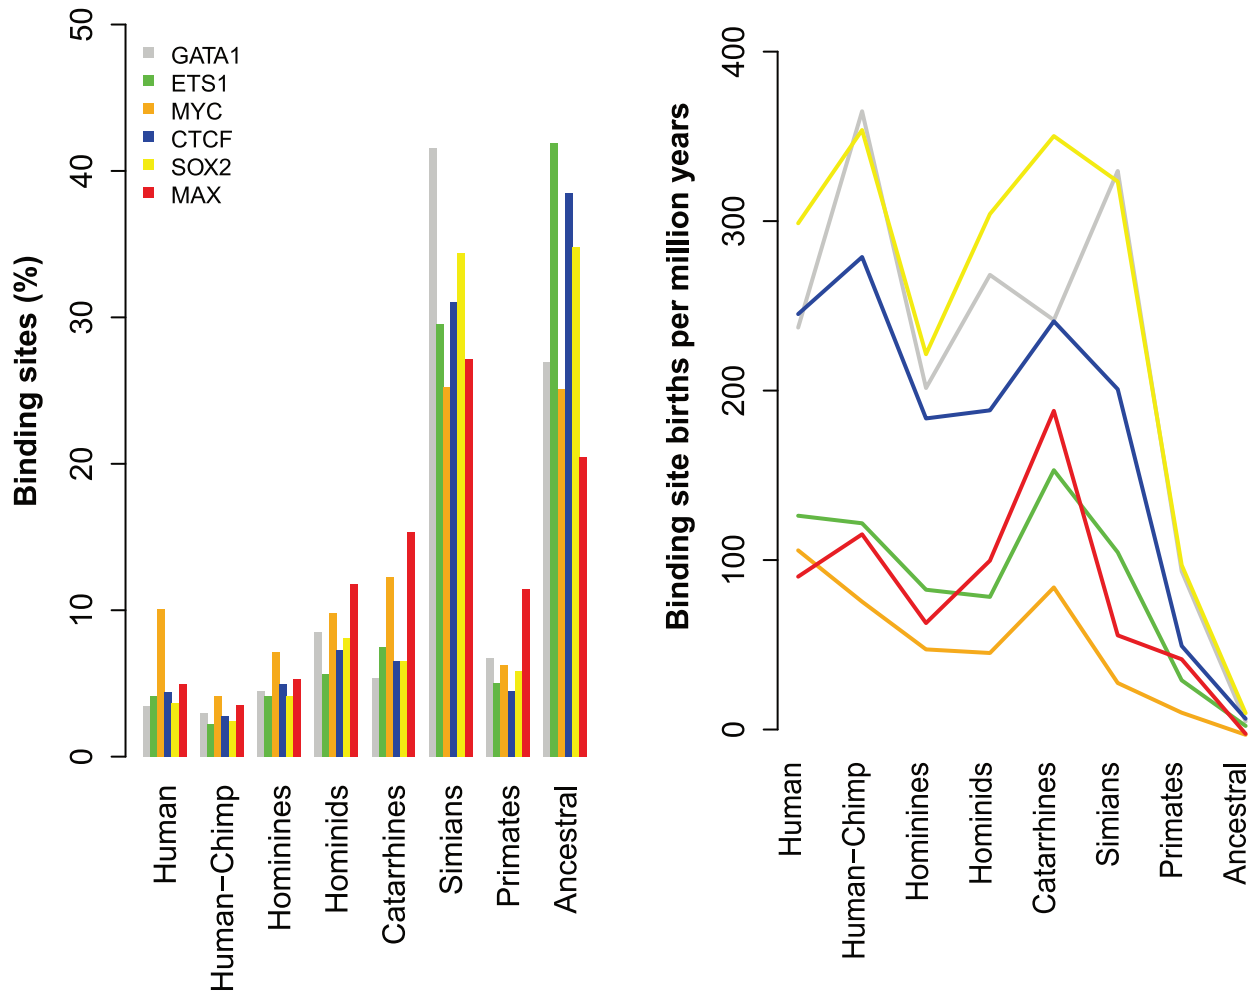 Binding sites (%)
50
40
30
20
10
0
GATA1
ETS1
MYC
CTCF
SOX2
MAX
Human
Human−Chimp
Hominines
Hominids
Catarrhines
Simians
Primates
Ancestral
Binding site births per million years
400
300
200
100
0
Human
Human−Chimp
Hominines
Hominids
Catarrhines
Simians
Primates
Ancestral